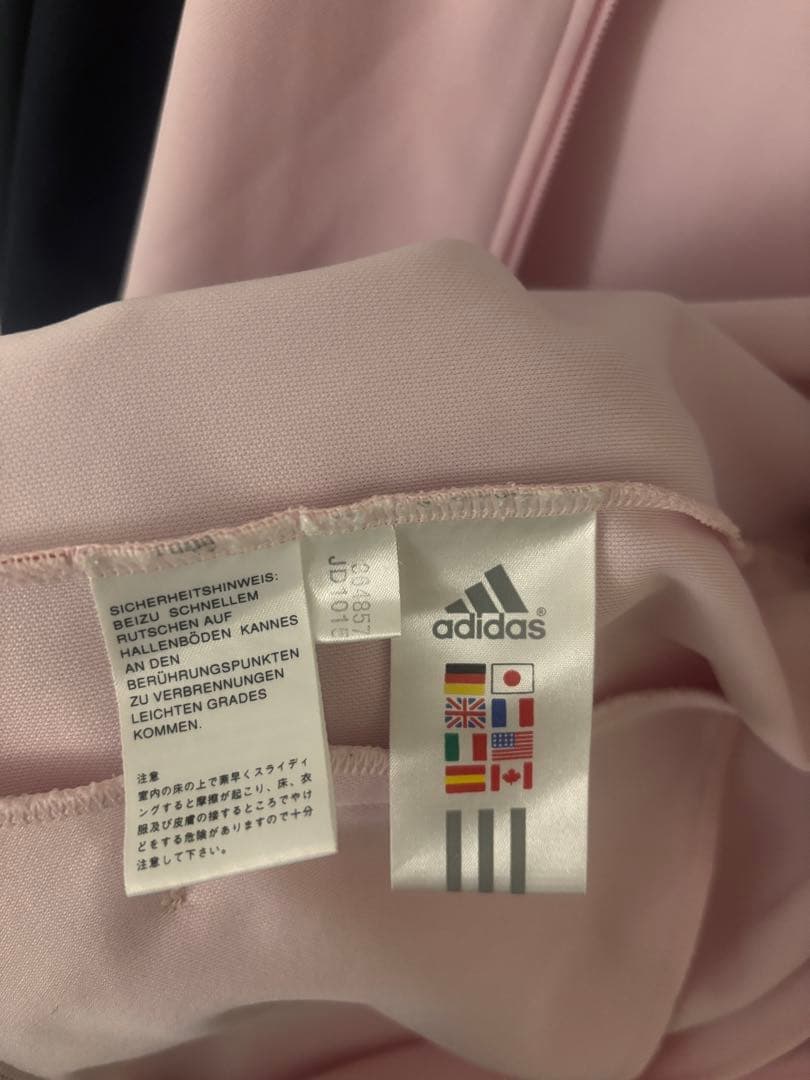 SICHERHEITSHINWEIS:
BEIZU SCHNELLEM
RUTSCHEN AUF
HALLENBÖDEN KANNES
AN DEN
BERÜHRUNGSPUNKTEN
ZU VERBRENNUNGEN
LEICHTEN GRADES
KOMMEN.
注意
室内の床の上で素早くスライディ
ングすると摩擦が起こり、床、衣
服及び皮膚の接するところでやけ
どをする危険がありますので十分
注意して下さい。
JD1015
adidas®